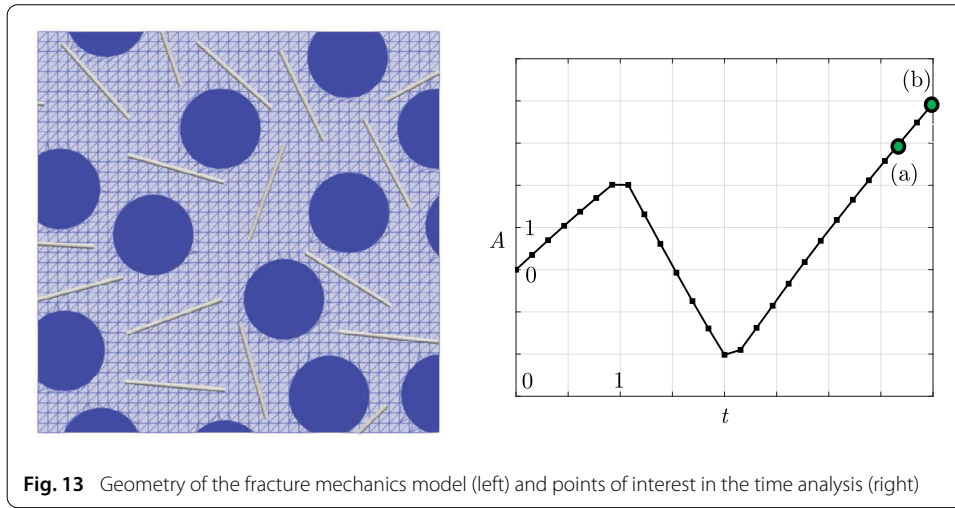 (b)
(a)
1
A
0
0
1
t
Fig. 13 Geometry of the fracture mechanics model (left) and points of interest in the time analysis (right)